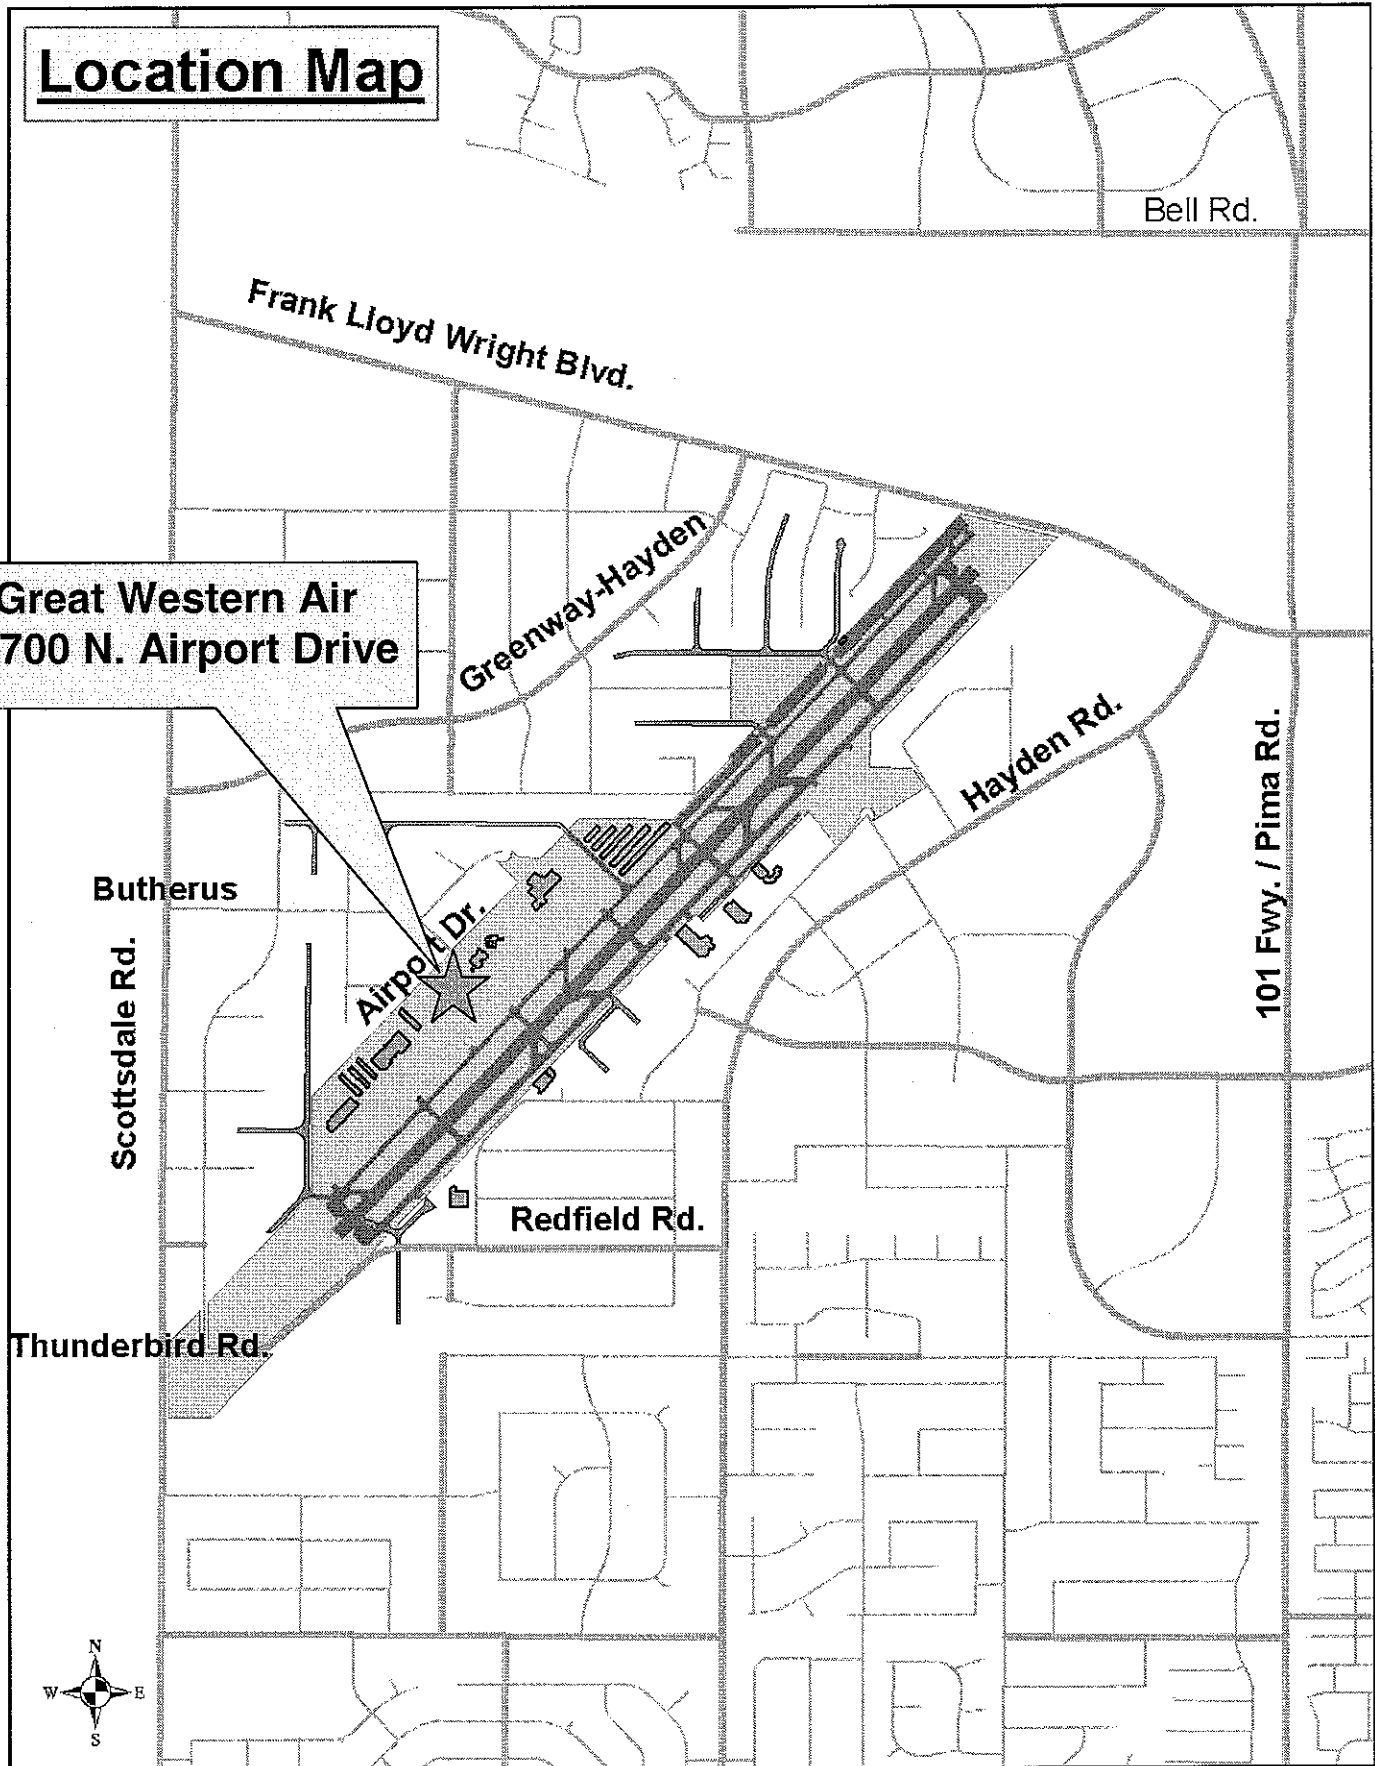 Location Map
Bell Rd.
Frank Lloyd Wright Blvd.
Greenway-Hayden
Great Western Air
700 N. Airport Drive
Hayden Rd.
101 Fwy. / Pima Rd.
Butherus
Airport Dr.
Scottsdale Rd.
Redfield Rd.
Thunderbird Rd.
N
W
E
S